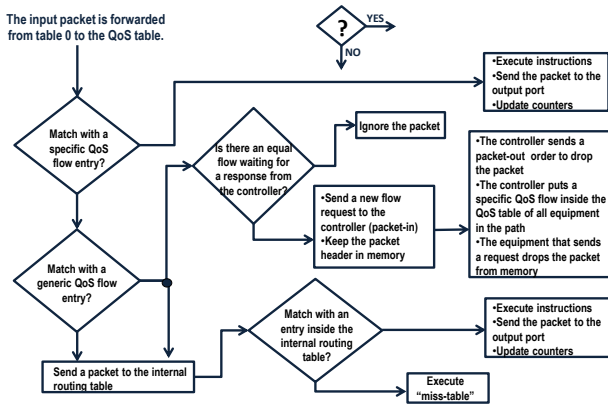 The input packet is forwarded
from table 0 to the QoS table.
?
YES
NO
•Execute instructions
•Send the packet to the
output port
•Update counters
Match with a
specific QoS
flow entry?
Is there an equal
flow waiting for
a response from
the controller?
Ignore the packet
•The controller sends a
packet-out order to drop
the packet
•The controller puts a
specific QoS flow inside the
QoS table of all equipment
in the path
•The equipment that sends
a request drops the packet
from memory
•Send a new flow
request to the
controller (packet-in)
•Keep the packet
header in memory
Match with a
generic QoS flow
entry?
Match with an
entry inside the
internal routing
table?
•Execute instructions
•Send the packet to the
output port
•Update counters
Send a packet to the internal
routing table
Execute
“miss-table”